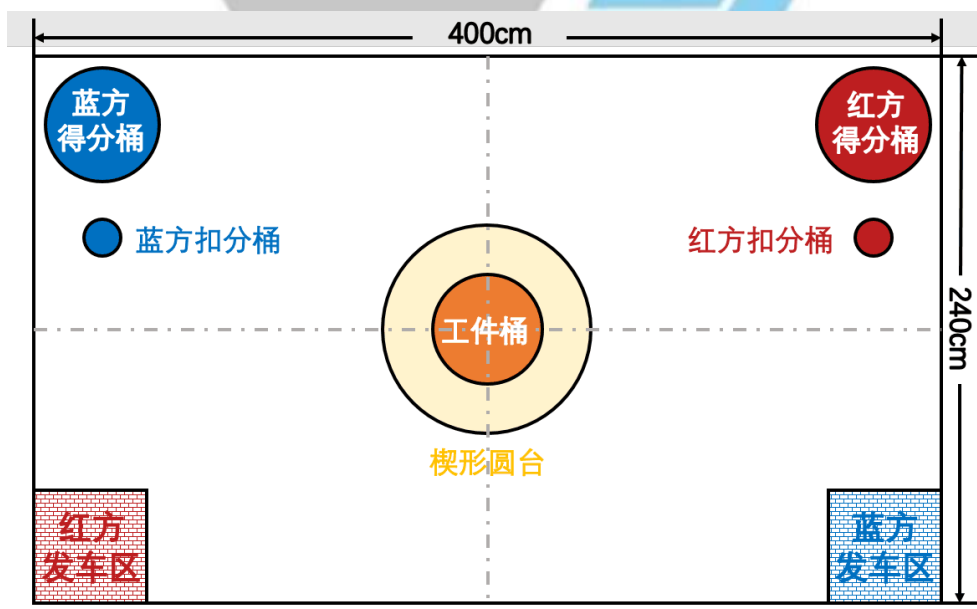 400cm
蓝方
得分桶
红方
得分桶
蓝方扣分桶
红方扣分桶
240cm
工件桶
楔形圆台
红方
发车区
蓝方
发车区